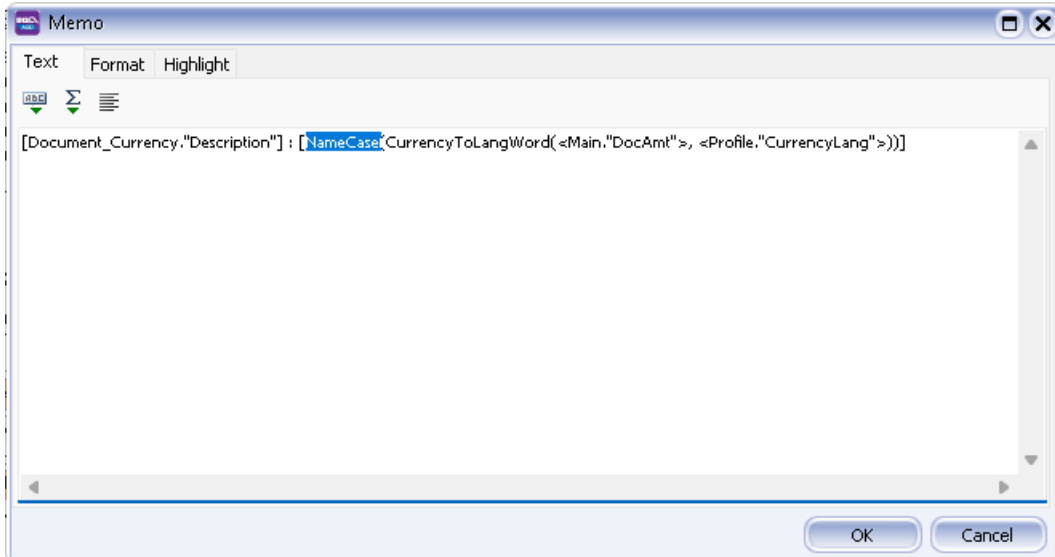 Memo
Text Format Highlight
[Document_Currency."Description"] : [NameCase(CurrencyToLangWord(<Main."DocAmt">, <Profile."CurrencyLang">))]
OK Cancel